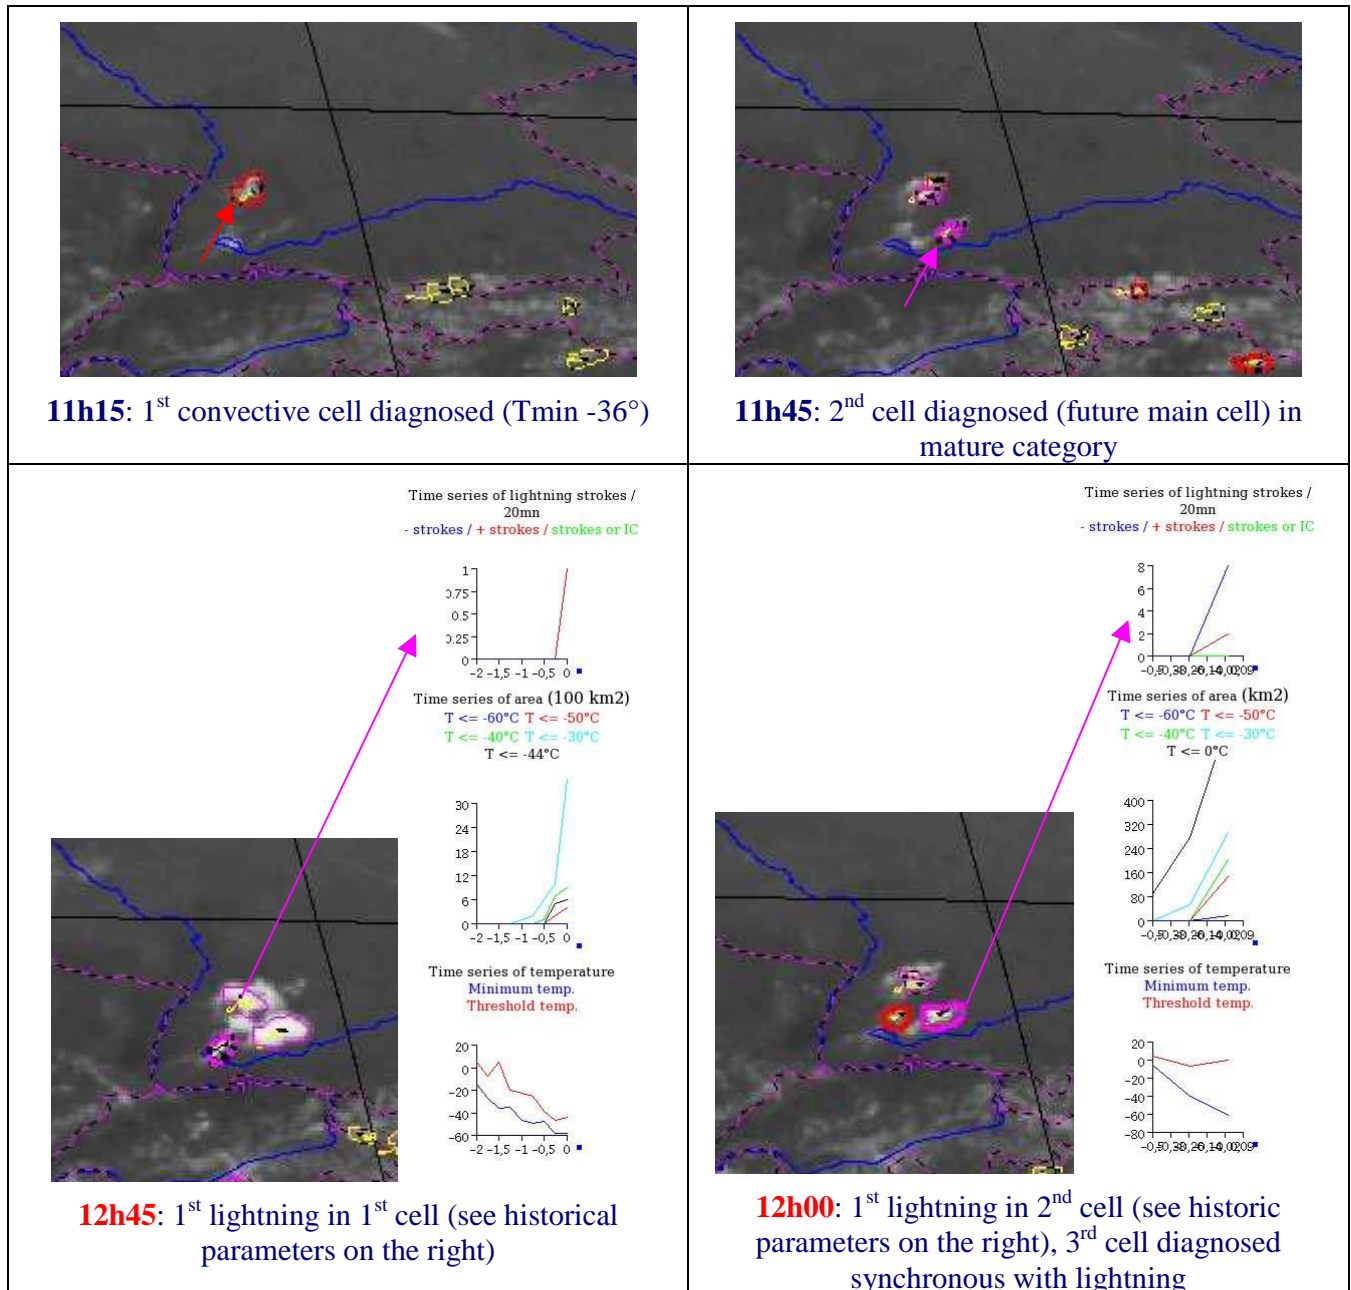 11h15: 1st convective cell diagnosed (Tmin -36°)
11h45: 2nd cell diagnosed (future main cell) in
mature category
Time series of lightning strokes /
20mn
- strokes / + strokes / strokes or IC
1
0.5
0.25
0
-2 -1,5 -1 -0,5 0
Time series of area (100 km2)
T <= -60°C T <= -50°C
T <= -40°C T <= -30°C
T <= -44°C
30
24
18
12
6
0
-2 -1,5 -1 -0,5 0
Time series of temperature
Minimum temp.
Threshold temp.
20
0
-20
-40
-60
-2 -1,5 -1 -0,5 0
12h45: 1st lightning in 1st cell (see historical
parameters on the right)
Time series of lightning strokes /
20mn
- strokes / + strokes / strokes or IC
8
6
4
2
0
Time series of area (km2)
T <= -60°C T <= -50°C
T <= -40°C T <= -30°C
T <= 0°C
400
320
240
160
80
0
Time series of temperature
Minimum temp.
Threshold temp.
20
0
-20
-40
-60
-80
12h00: 1st lightning in 2nd cell (see historic
parameters on the right), 3rd cell diagnosed
synchronous with lightning